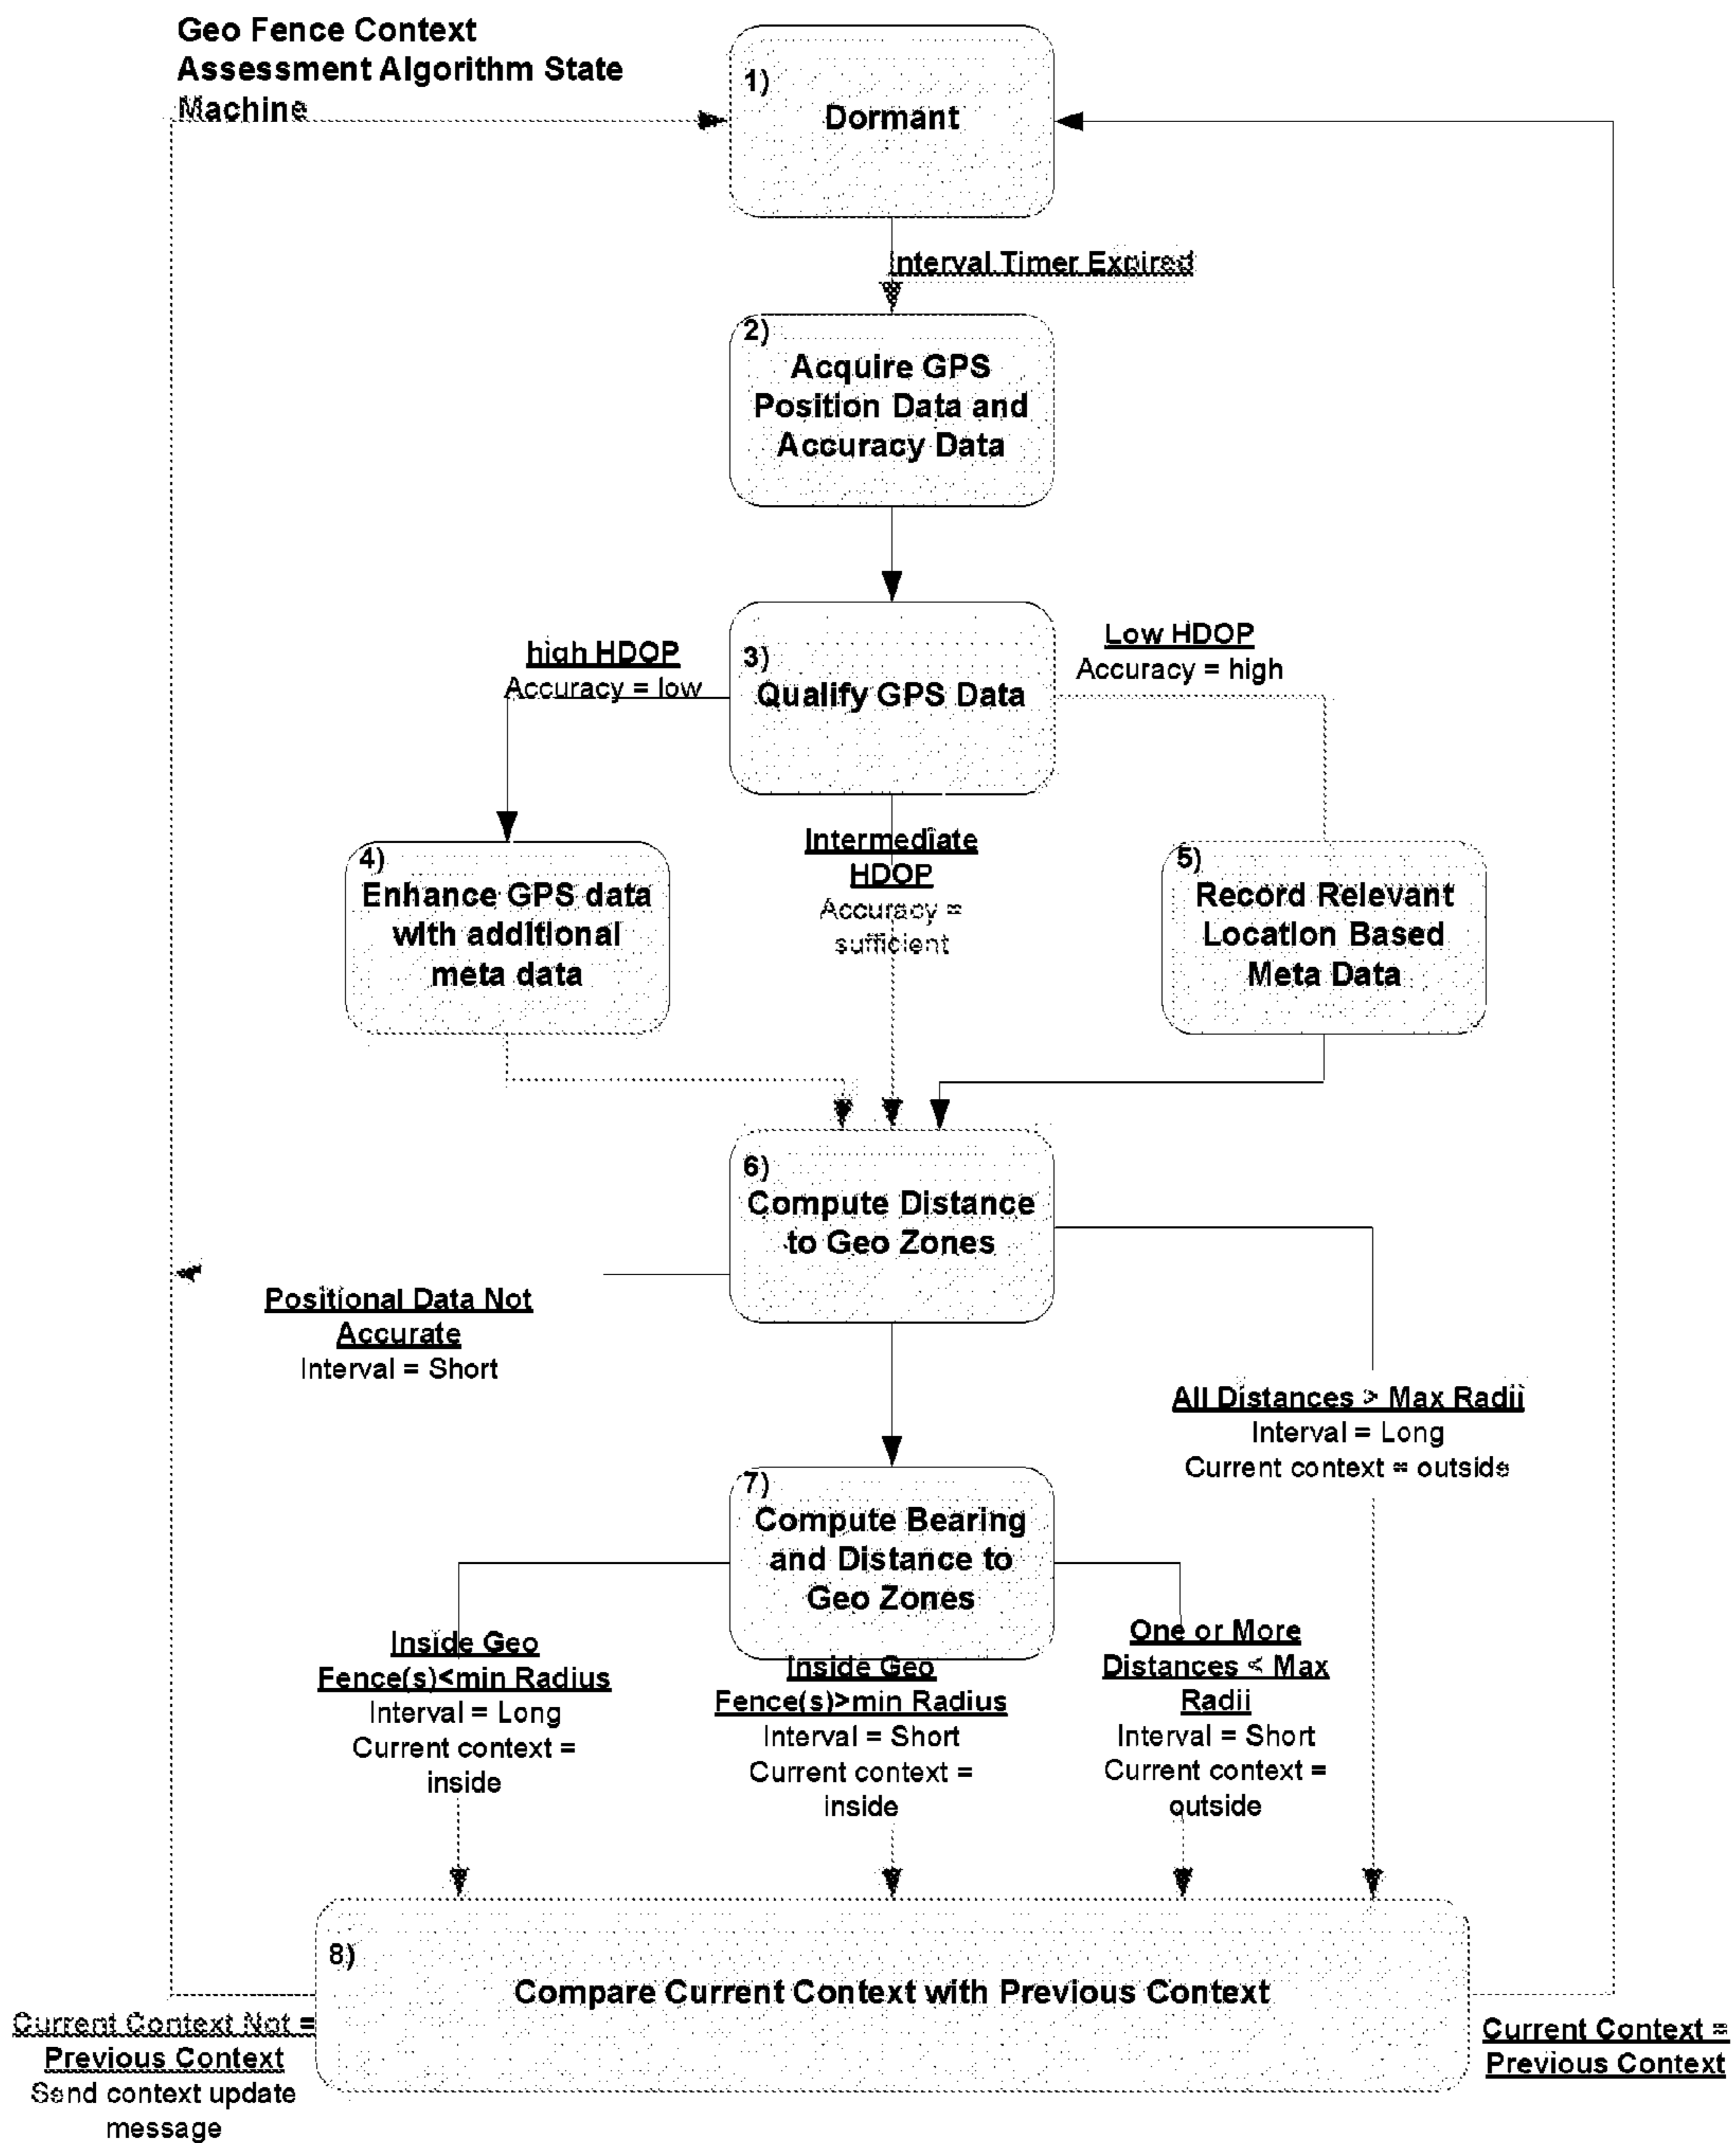 Geo Fence Context
Assessment Algorithm State
Machine
1)
Dormant
Interval Timer Expired
2)
Acquire GPS
Position Data and
Accuracy Data
high HDOP
Accuracy = low
3)
Qualify GPS Data
Low HDOP
Accuracy = high
4)
Enhance GPS data
with additional
meta data
Intermediate
HDOP
Accuracy =
sufficient
5)
Record Relevant
Location Based
Meta Data
6)
Compute Distance
to Geo Zones
Positional Data Not
Accurate
Interval = Short
All Distances > Max Radii
Interval = Long
Current context = outside
7)
Compute Bearing
and Distance to
Geo Zones
Inside Geo
Fence(s)<min Radius
Interval = Long
Current context =
inside
Inside Geo
Fence(s)>min Radius
Interval = Short
Current context =
inside
One or More
Distances < Max
Radii
Interval = Short
Current context =
outside
8)
Compare Current Context with Previous Context
Current Context Not =
Previous Context
Send context update
message
Current Context =
Previous Context